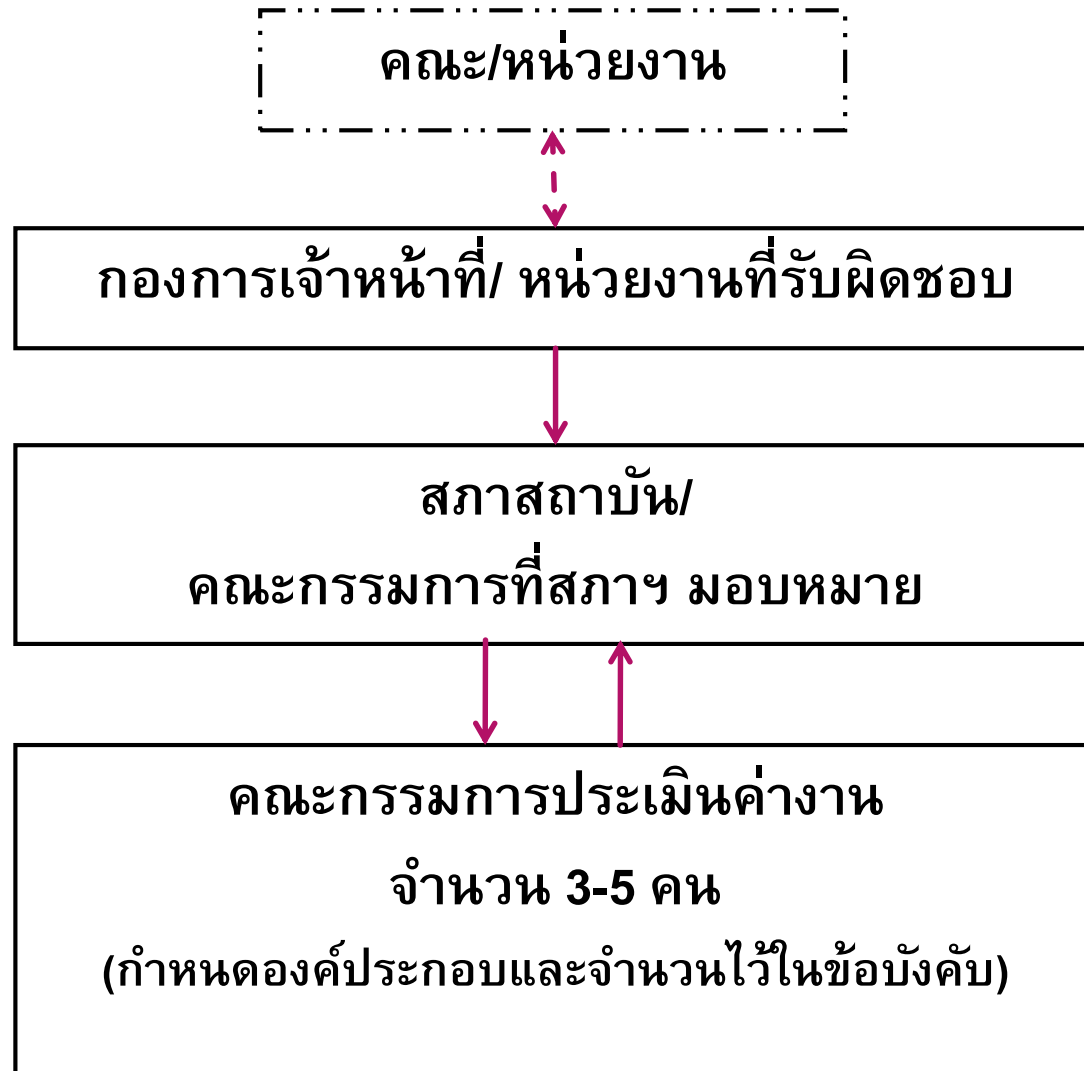 คณะ/หน่วยงาน
กองการเจ้าหน้าที่/ หน่วยงานที่รับผิดชอบ
สภาสถาบัน/
คณะกรรมการที่สภาฯ มอบหมาย
คณะกรรมการประเมินค่างาน
จำนวน 3-5 คน
(กำหนดองค์ประกอบและจำนวนไว้ในข้อบังคับ)